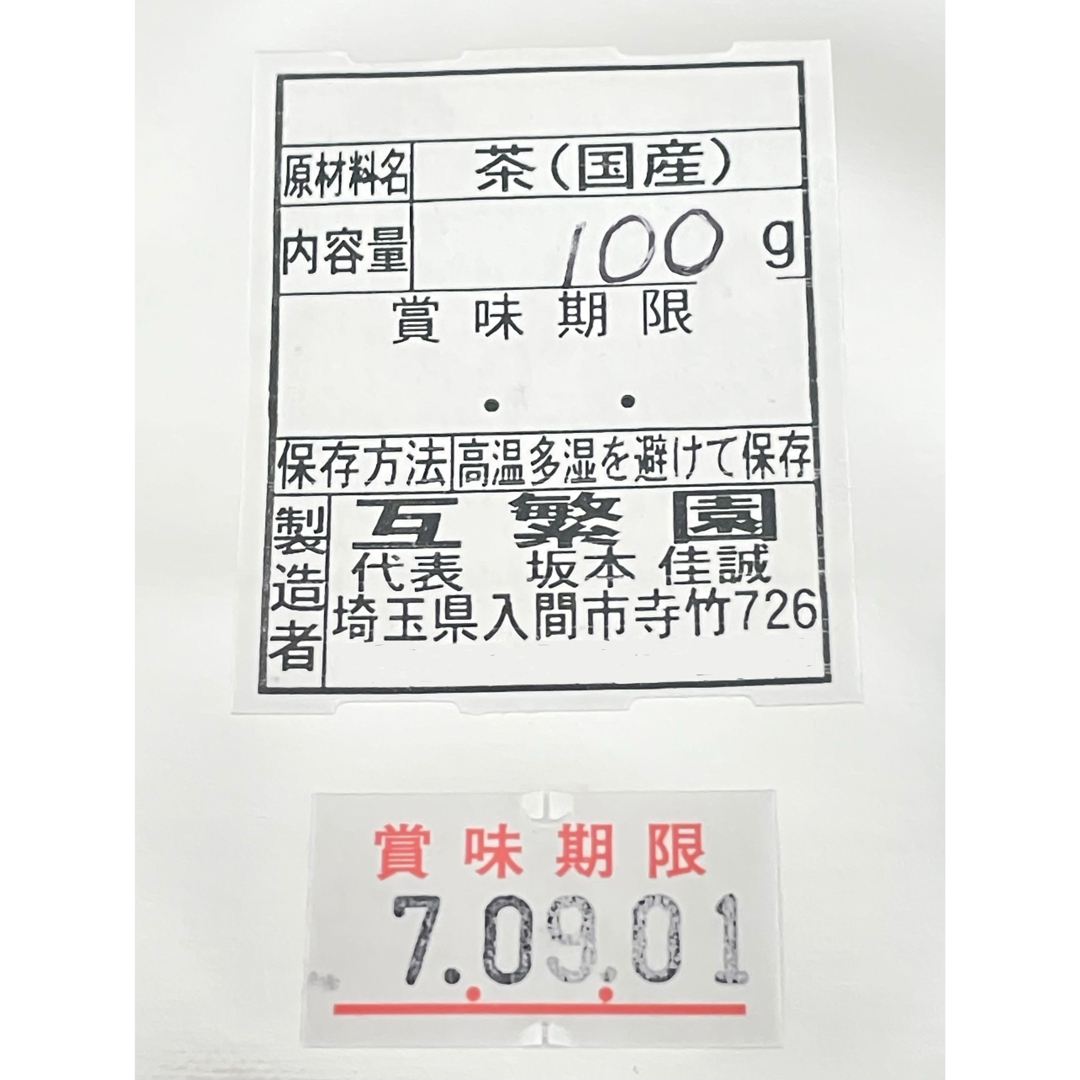 原材料名 茶(国産)
内容量 100 g
賞味期限
. .
保存方法 高温多湿を避けて保存
製造者 互繁園
代表 坂本 佳誠
埼玉県入間市寺竹726
賞味期限
7.09.01